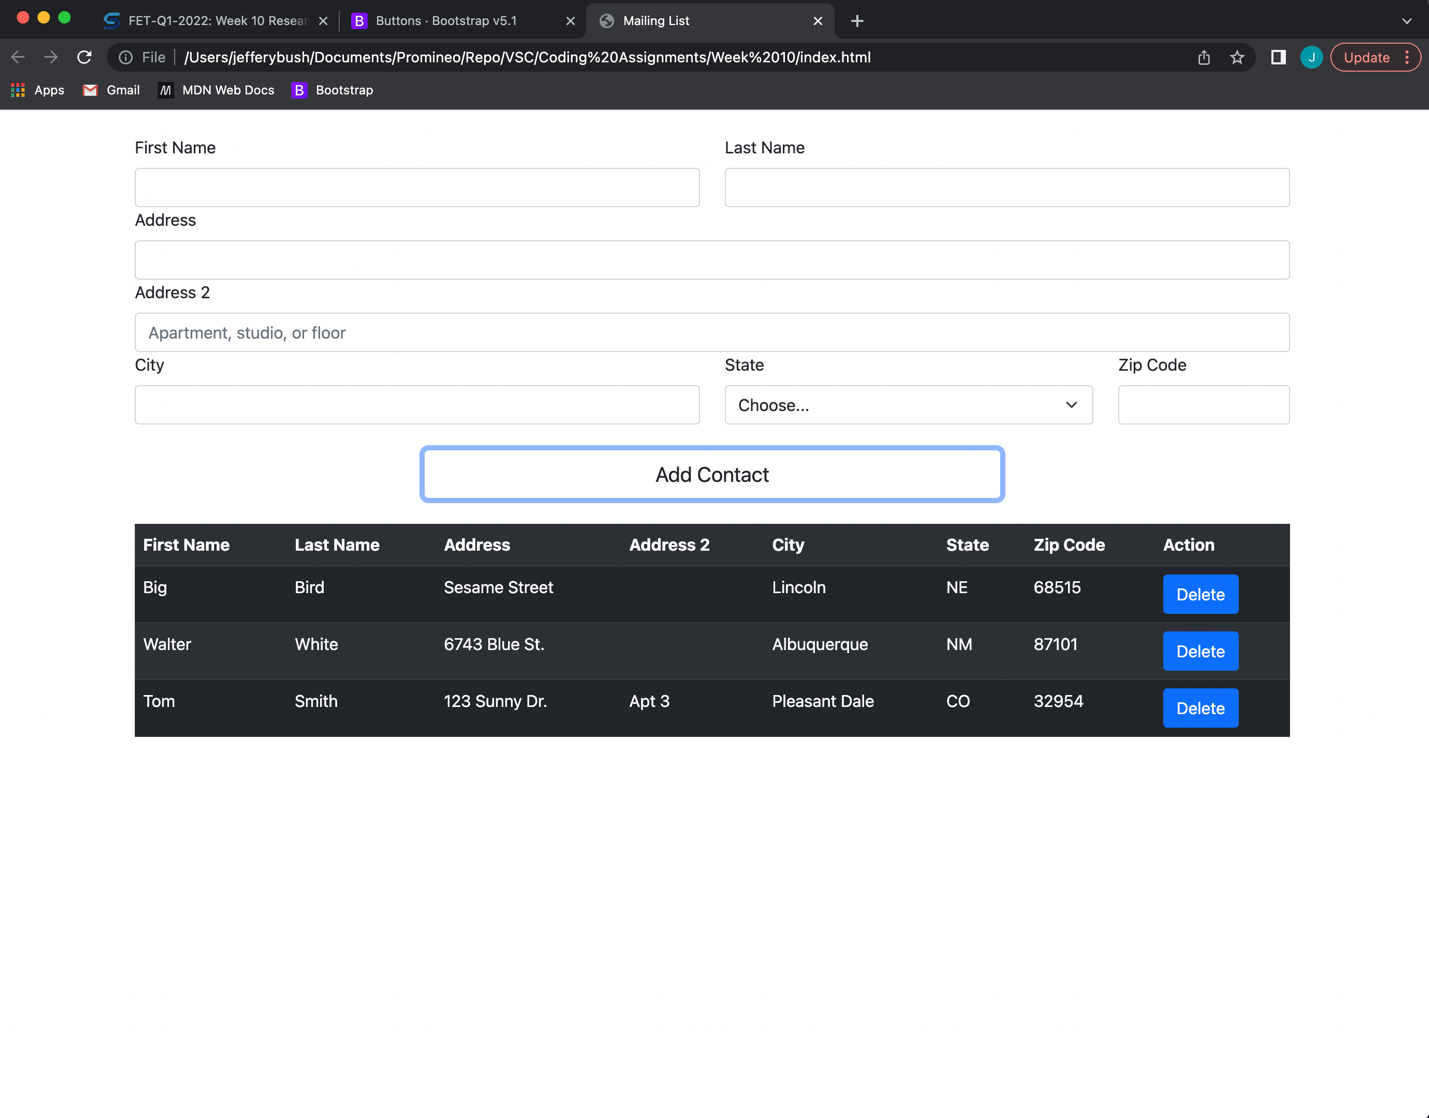 FET-Q1-2022: Week 10 Resear
Buttons · Bootstrap v5.1
Mailing List
File
/Users/jefferybush/Documents/Promineo/Repo/VSC/Coding%20Assignments/Week%2010/index.html
J
Update
Apps
Gmail
MDN Web Docs
B
Bootstrap
First Name
Last Name
Address
Address 2
Apartment, studio, or floor
City
State
Zip Code
Choose...
Add Contact
First Name Last Name Address Address 2 City State Zip Code Action
Big Bird Sesame Street Lincoln NE 68515 Delete
Walter White 6743 Blue St. Albuquerque NM 87101 Delete
Tom Smith 123 Sunny Dr. Apt 3 Pleasant Dale CO 32954 Delete